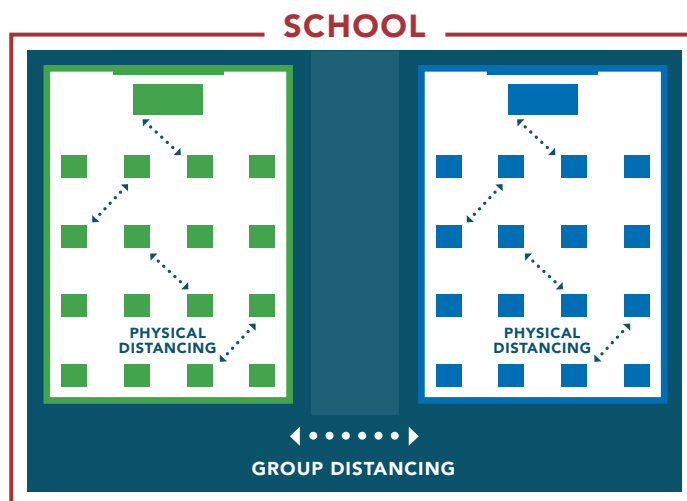 SCHOOL
PHYSICAL
DISTANCING
PHYSICAL
DISTANCING
GROUP DISTANCING